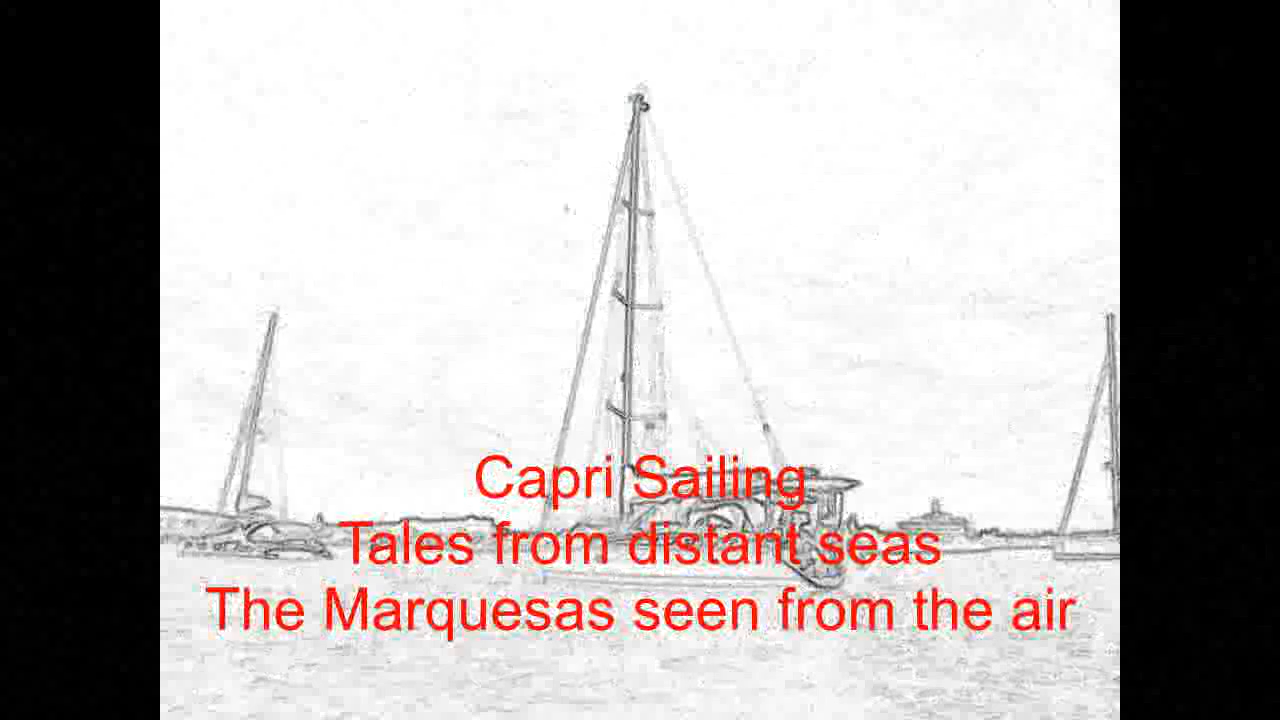 Capri Sailing
Tales from distant seas
The Marquesas seen from the air